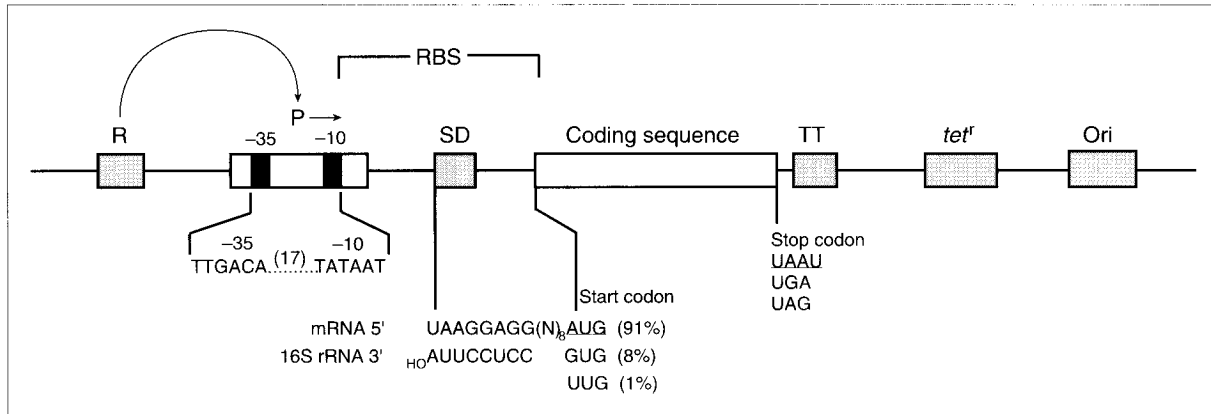 RBS
P
R
−35
−10
SD
Coding sequence
TT
tetʳ
Ori
−35
(17)
−10
TTGACA.........TATAAT
Stop codon
UAAU
UGA
UAG
Start codon
mRNA 5' UAAGGAGG(N)₈AUG (91%)
16S rRNA 3' HOAUUCCUCC GUG (8%)
UUG (1%)